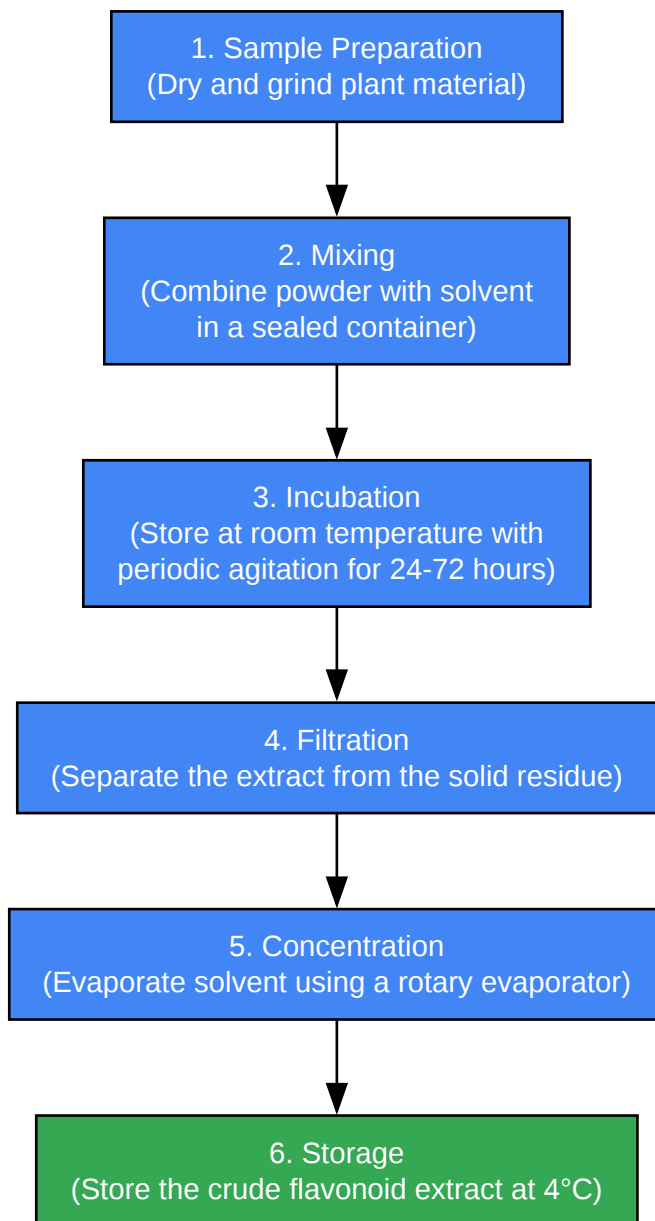 1. Sample Preparation
(Dry and grind plant material)
2. Mixing
(Combine powder with solvent
in a sealed container)
3. Incubation
(Store at room temperature with
periodic agitation for 24-72 hours)
4. Filtration
(Separate the extract from the solid residue)
5. Concentration
(Evaporate solvent using a rotary evaporator)
6. Storage
(Store the crude flavonoid extract at 4°C)